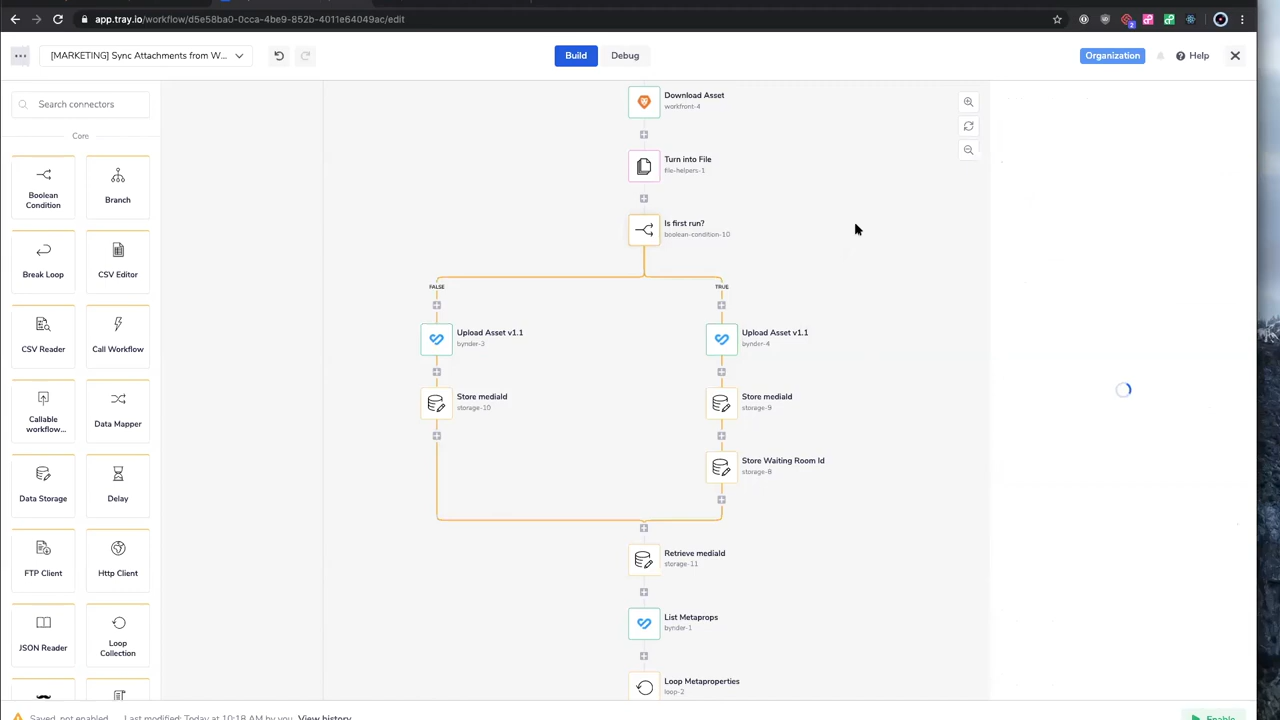 app.tray.io/workflow/d5e58ba0-0cca-4be9-852b-4011e64049ac/edit
[MARKETING] Sync Attachments from W...
Build
Debug
Organization
Help
Search connectors
Core
Boolean
Condition
Branch
Break Loop
CSV Editor
CSV Reader
Call Workflow
Callable
workflow...
Data Mapper
Data Storage
Delay
FTP Client
Http Client
JSON Reader
Loop
Collection
Download Asset
workfront-4
Turn into File
file-helpers-1
Is first run?
boolean-condition-10
FALSE
TRUE
Upload Asset v1.1
bynder-3
Upload Asset v1.1
bynder-4
Store mediaId
storage-10
Store mediaId
storage-9
Store Waiting Room Id
storage-8
Retrieve mediaId
storage-11
List Metaprops
bynder-1
Loop Metaproperties
loop-2
Saved, not enabled
Last modified: Today at 10:18 AM by you
View history
Enable